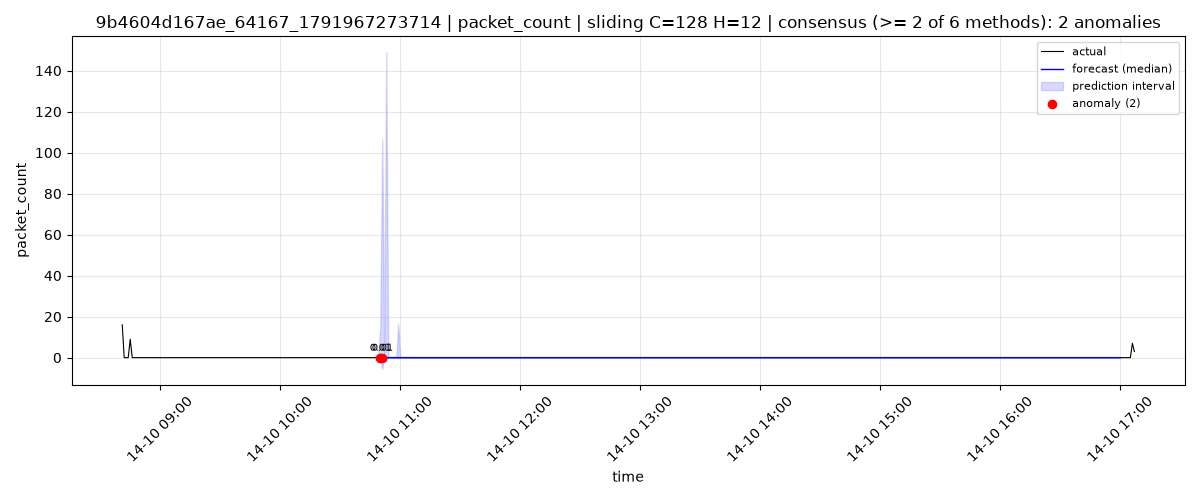 9b4604d167ae_64167_1791967273714 | packet_count | sliding C=128 H=12 | consensus (>= 2 of 6 methods): 2 anomalies
actual
forecast (median)
prediction interval
anomaly (2)
packet_count
140
120
100
80
60
40
20
0
14-10 09:00
14-10 10:00
14-10 11:00
14-10 12:00
14-10 13:00
14-10 14:00
14-10 15:00
14-10 16:00
14-10 17:00
time